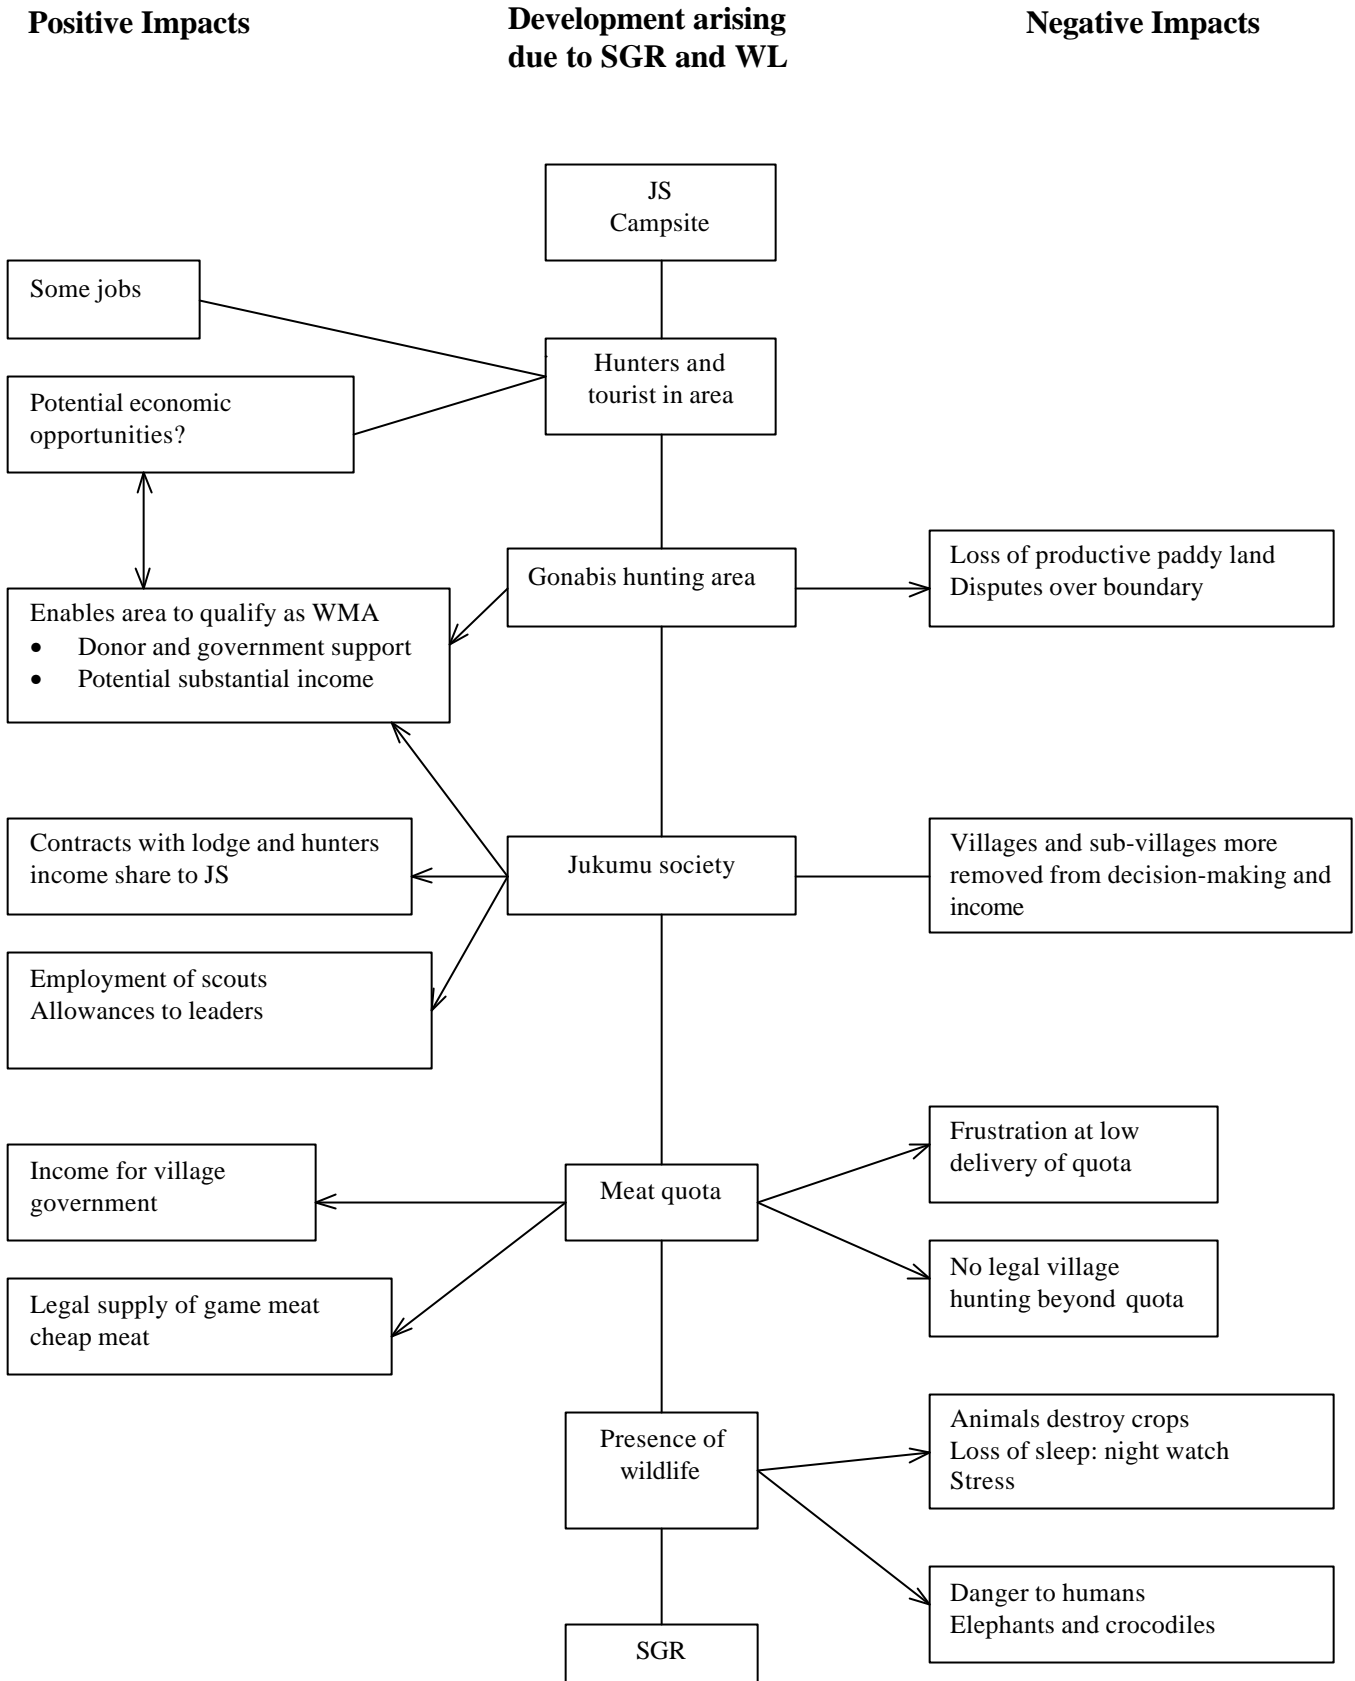 Positive Impacts
Development arising
due to SGR and WL
Negative Impacts
JS
Campsite
Some jobs
Hunters and
tourist in area
Potential economic
opportunities?
Gonabis hunting area
Loss of productive paddy land
Disputes over boundary
Enables area to qualify as WMA
• Donor and government support
• Potential substantial income
Contracts with lodge and hunters
income share to JS
Jukumu society
Villages and sub-villages more
removed from decision-making and
income
Employment of scouts
Allowances to leaders
Frustration at low
delivery of quota
Income for village
government
Meat quota
No legal village
hunting beyond quota
Legal supply of game meat
cheap meat
Presence of
wildlife
Animals destroy crops
Loss of sleep: night watch
Stress
Danger to humans
Elephants and crocodiles
SGR